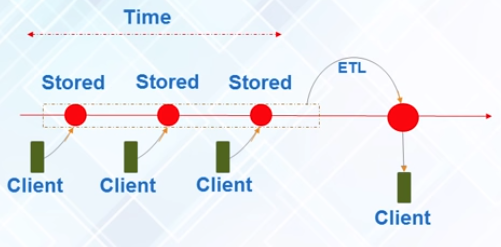 Time
ETL
Stored
Stored
Stored
Client
Client
Client
Client